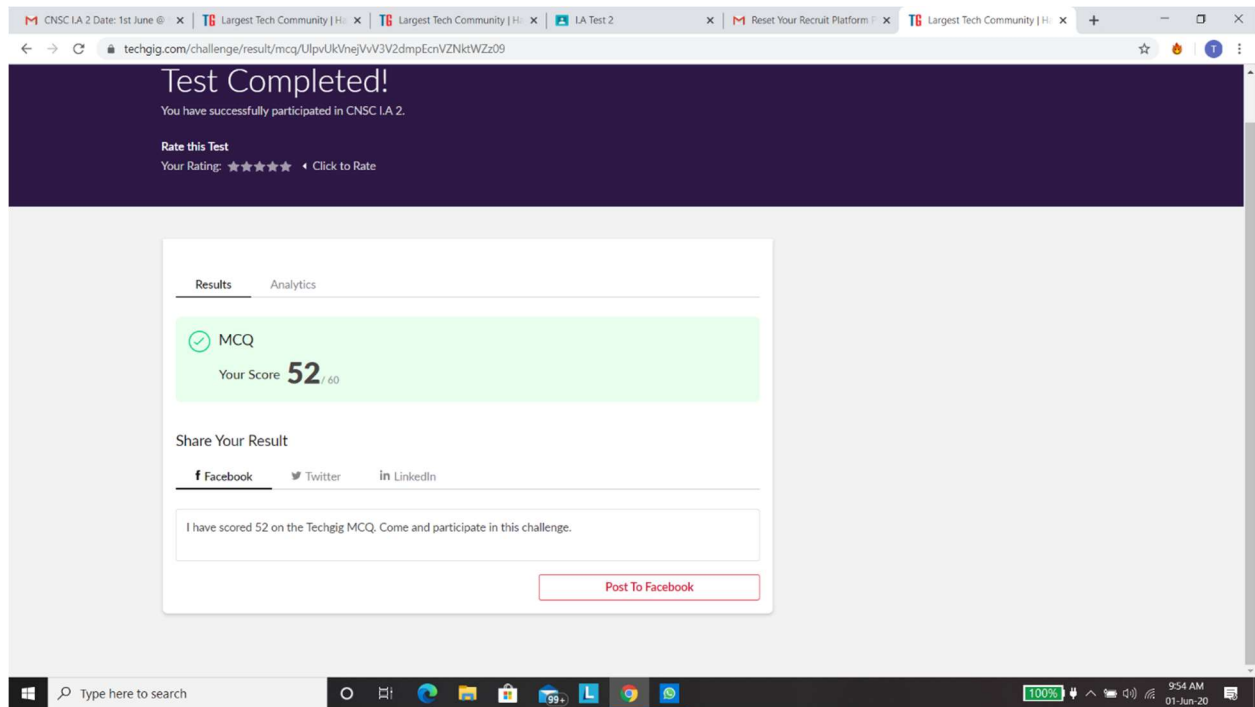 CNSC I.A 2 Date: 1st June @
Largest Tech Community | Ha
Largest Tech Community | Ha
I.A Test 2
Reset Your Recruit Platform P
Largest Tech Community | Ha
techgig.com/challenge/result/mcq/UlpvUkVnejVvV3V2dmpEcnVZNktWZz09
T
Test Completed!
You have successfully participated in CNSC I.A 2.
Rate this Test
Your Rating: Click to Rate
Results Analytics
MCQ
Your Score 52 / 60
Share Your Result
f Facebook Twitter in LinkedIn
I have scored 52 on the Techgig MCQ. Come and participate in this challenge.
Post To Facebook
Type here to search
99+
L
100%
9:54 AM
01-Jun-20